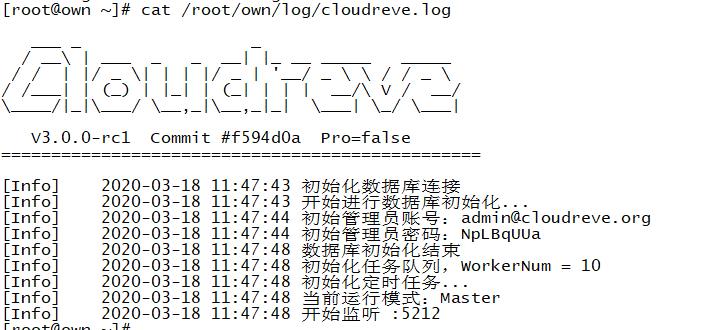 [root@own ~]# cat /root/own/log/cloudreve.log
Cloudreve
V3.0.0-rc1  Commit #f594d0a  Pro=false
================================================
[Info]    2020-03-18 11:47:43 初始化数据库连接
[Info]    2020-03-18 11:47:43 开始进行数据库初始化...
[Info]    2020-03-18 11:47:44 初始管理员账号：admin@cloudreve.org
[Info]    2020-03-18 11:47:44 初始管理员密码：NpLBqUUa
[Info]    2020-03-18 11:47:48 数据库初始化结束
[Info]    2020-03-18 11:47:48 初始化任务队列，WorkerNum = 10
[Info]    2020-03-18 11:47:48 初始化定时任务...
[Info]    2020-03-18 11:47:48 当前运行模式：Master
[Info]    2020-03-18 11:47:48 开始监听 :5212
[root@own ~]#